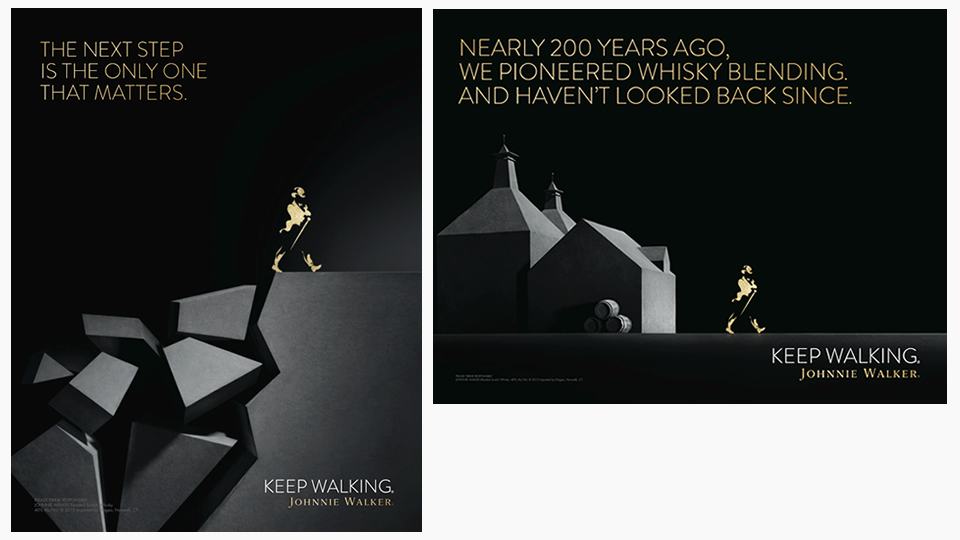 THE NEXT STEP
IS THE ONLY ONE
THAT MATTERS.
KEEP WALKING.
JOHNNIE WALKER.
NEARLY 200 YEARS AGO,
WE PIONEERED WHISKY BLENDING.
AND HAVEN'T LOOKED BACK SINCE.
KEEP WALKING.
JOHNNIE WALKER.